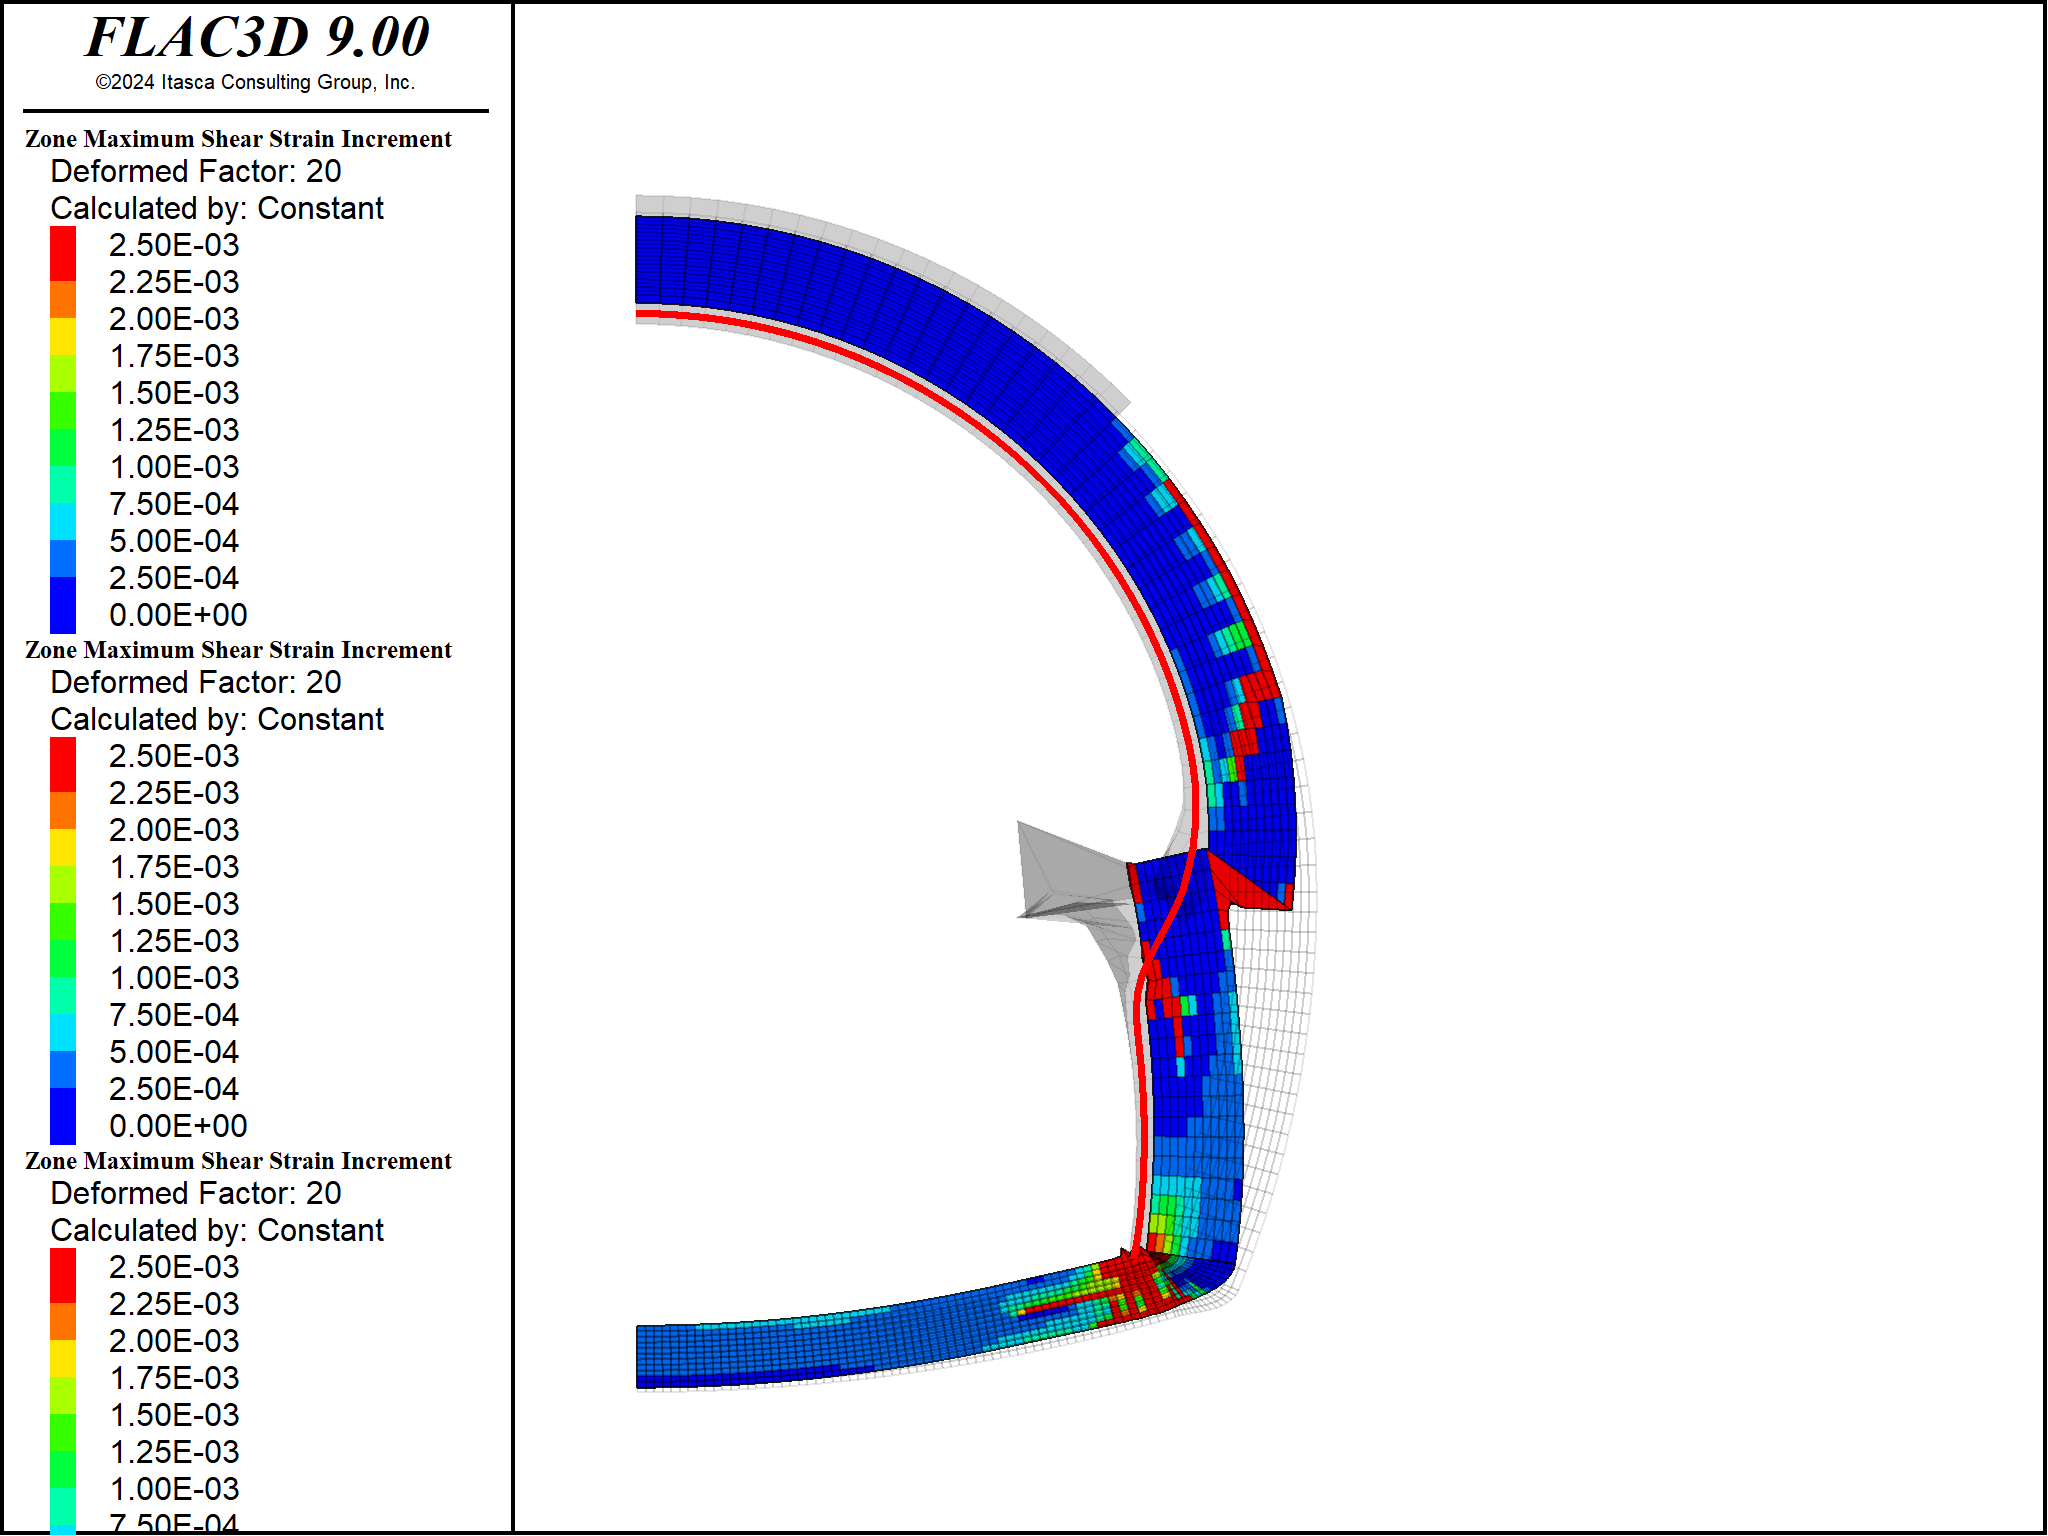 FLAC3D 9.00
©2024 Itasca Consulting Group, Inc.
Zone Maximum Shear Strain Increment
Deformed Factor: 20
Calculated by: Constant
2.50E-03
2.25E-03
2.00E-03
1.75E-03
1.50E-03
1.25E-03
1.00E-03
7.50E-04
5.00E-04
2.50E-04
0.00E+00
Zone Maximum Shear Strain Increment
Deformed Factor: 20
Calculated by: Constant
2.50E-03
2.25E-03
2.00E-03
1.75E-03
1.50E-03
1.25E-03
1.00E-03
7.50E-04
5.00E-04
2.50E-04
0.00E+00
Zone Maximum Shear Strain Increment
Deformed Factor: 20
Calculated by: Constant
2.50E-03
2.25E-03
2.00E-03
1.75E-03
1.50E-03
1.25E-03
1.00E-03
7.50E-04